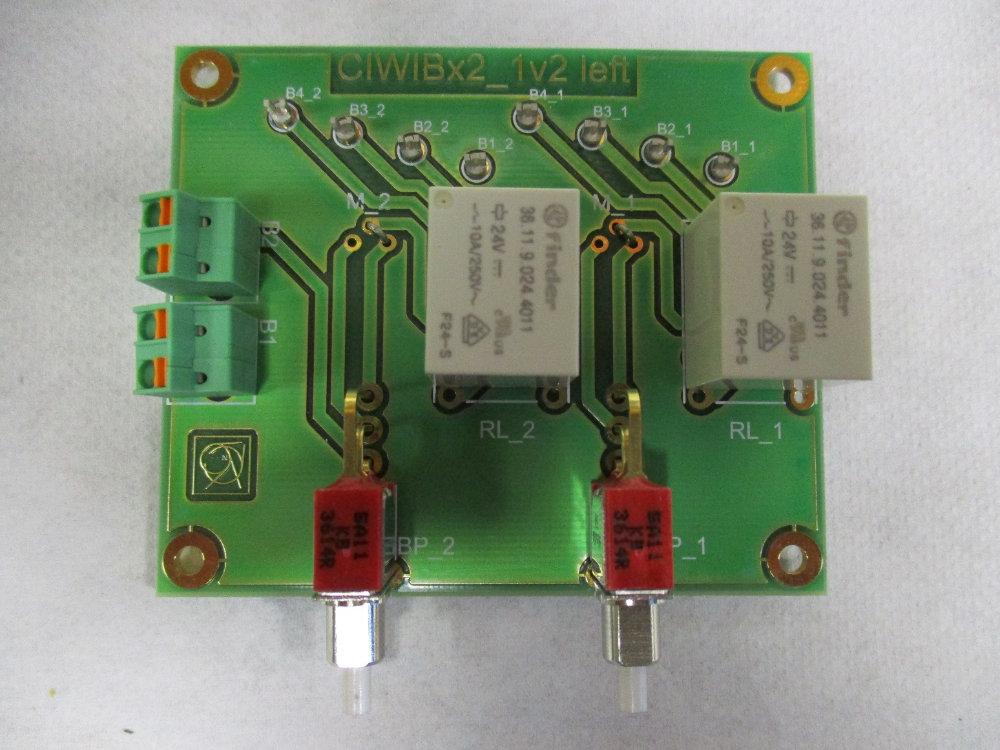 CIWIBx2_1v2 left
B4_2
B3_2
B2_2
B1_2
B4_1
B3_1
B2_1
B1_1
M_2
M_1
B2
B1
finder
36.11.9.024.4011
24V
10A/250V~
c us
F24-S
finder
36.11.9.024.4011
24V
10A/250V~
c us
F24-S
RL_2
RL_1
BP_2
P_1
EA11
KB
3614R
EA11
KB
3614R